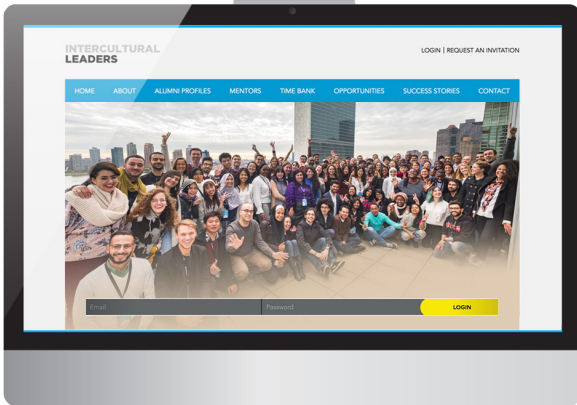 INTERCULTURAL
LEADERS
LOGIN | REQUEST AN INVITATION
HOME ABOUT ALUMNI PROFILES MENTORS TIME BANK OPPORTUNITIES SUCCESS STORIES CONTACT
Email Password LOGIN